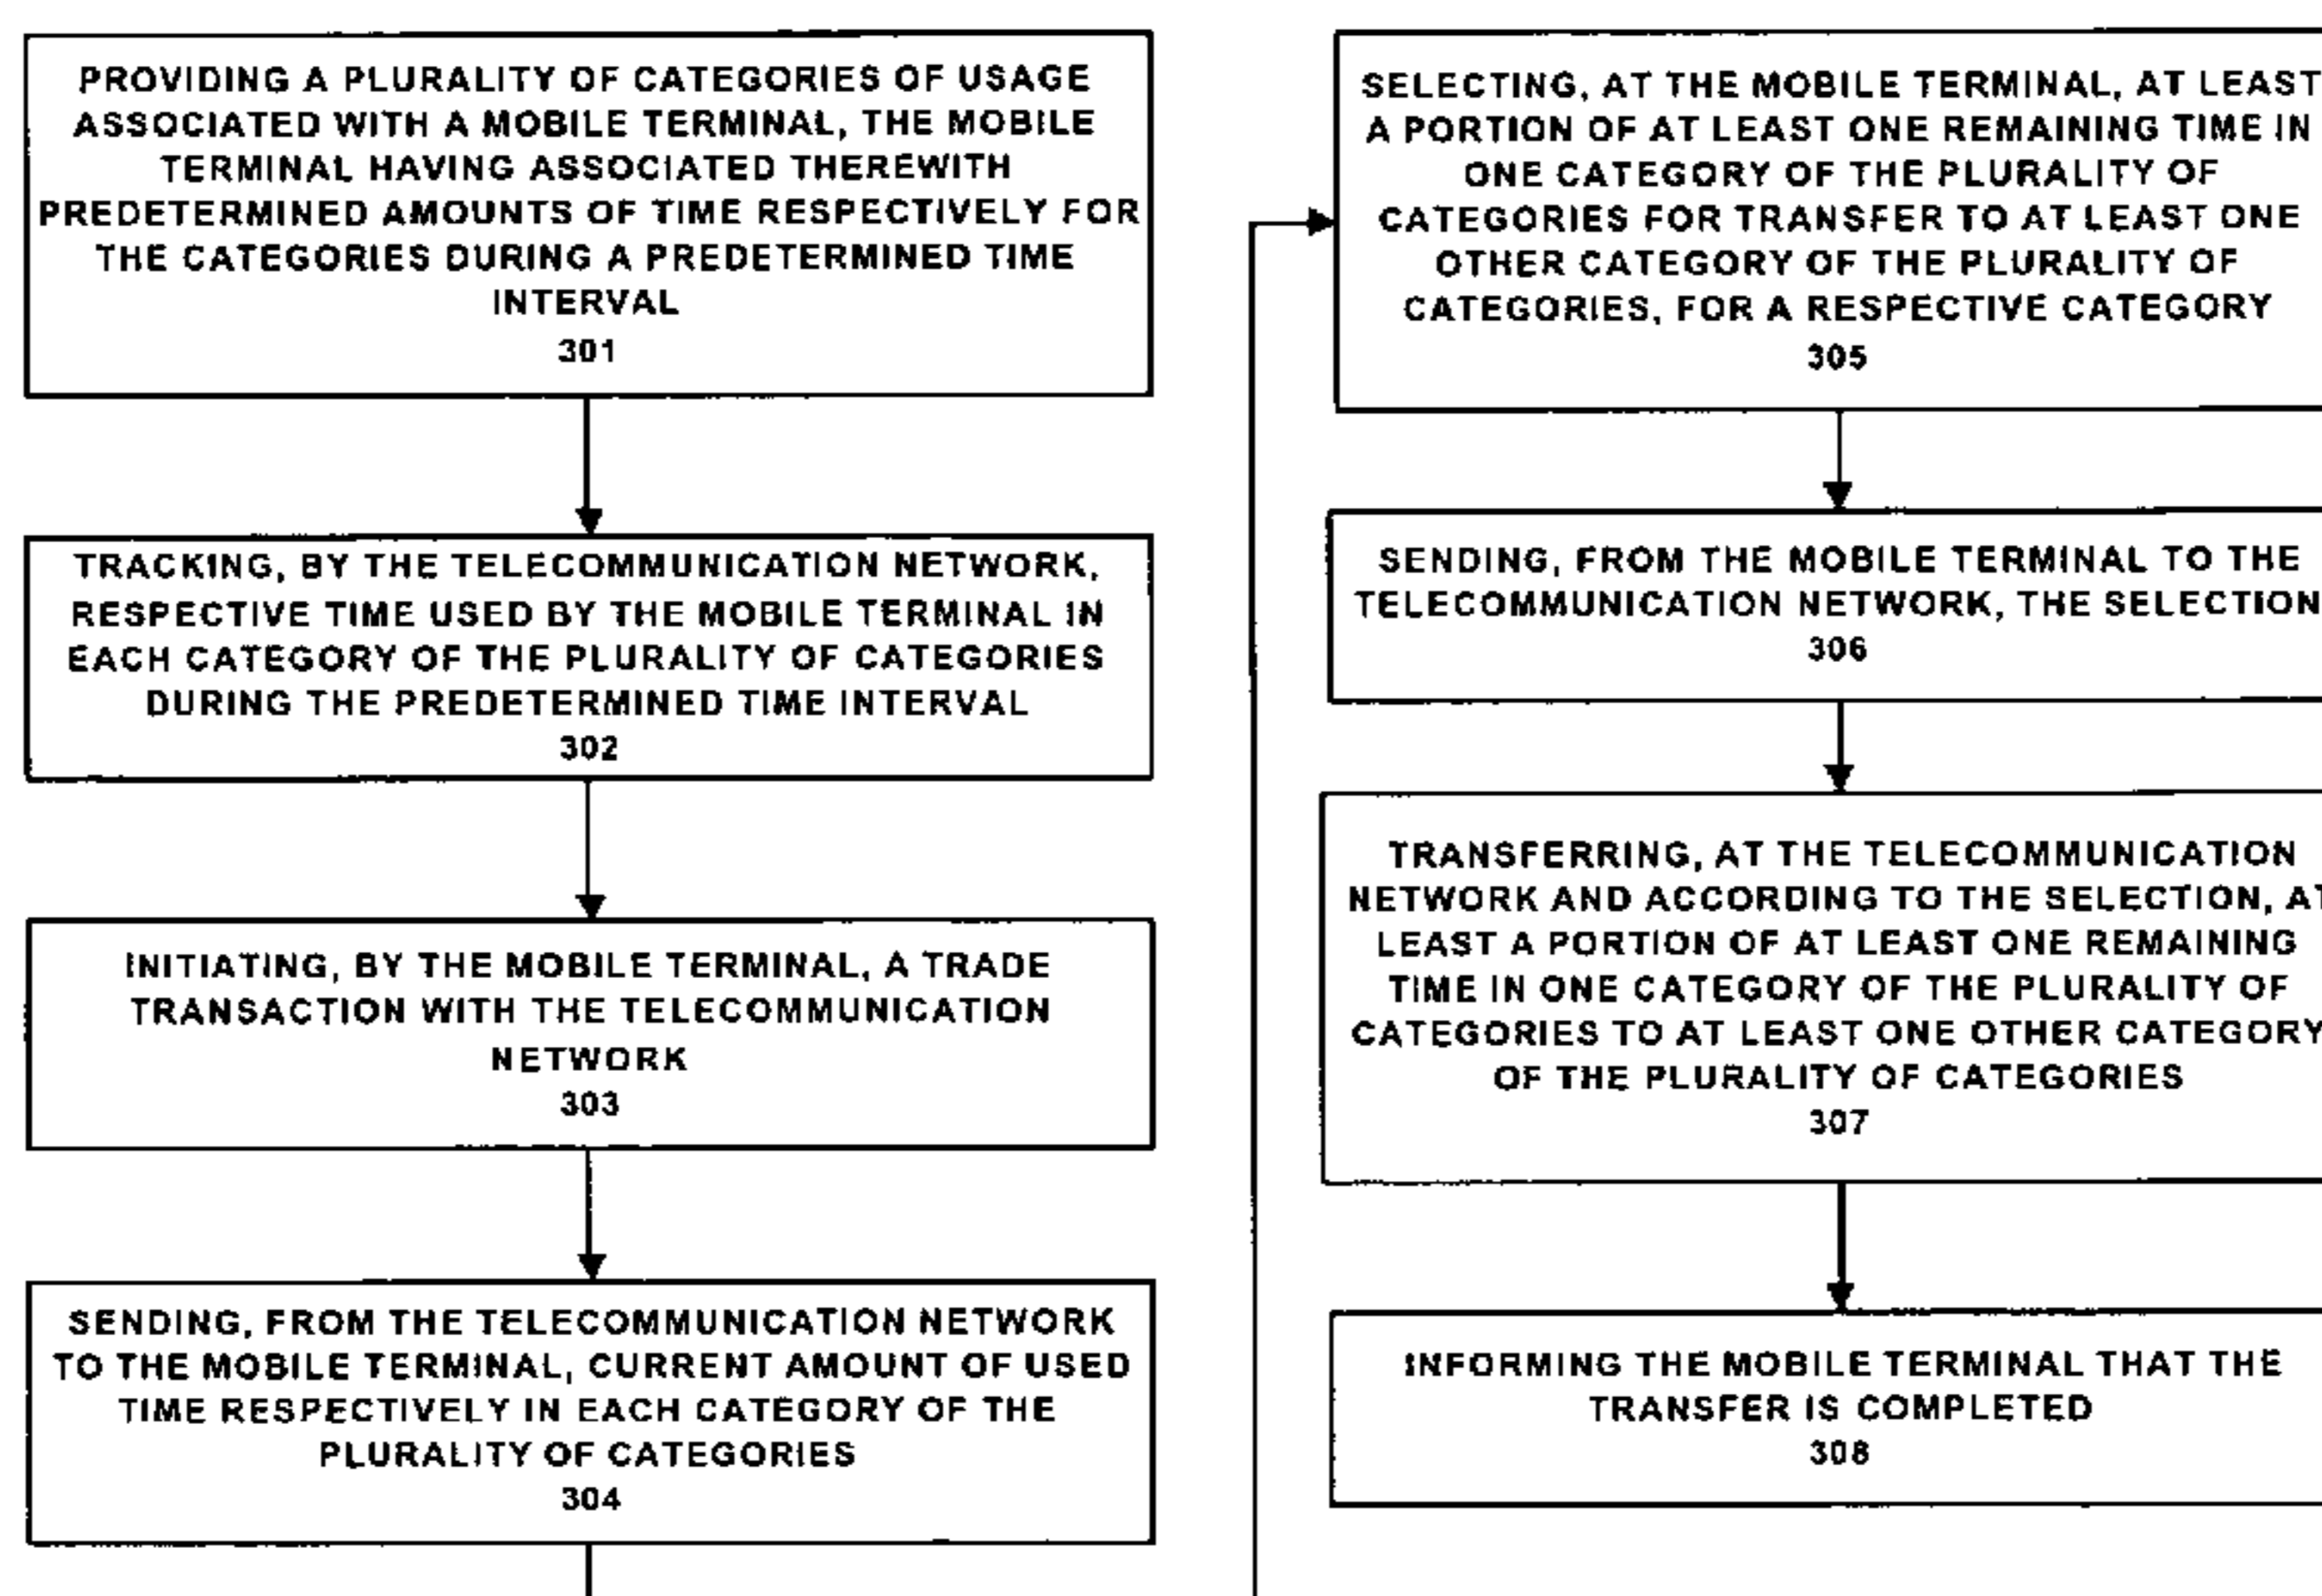 PROVIDING A PLURALITY OF CATEGORIES OF USAGE
ASSOCIATED WITH A MOBILE TERMINAL, THE MOBILE
TERMINAL HAVING ASSOCIATED THEREWITH
PREDETERMINED AMOUNTS OF TIME RESPECTIVELY FOR
THE CATEGORIES DURING A PREDETERMINED TIME
INTERVAL
301
TRACKING, BY THE TELECOMMUNICATION NETWORK,
RESPECTIVE TIME USED BY THE MOBILE TERMINAL IN
EACH CATEGORY OF THE PLURALITY OF CATEGORIES
DURING THE PREDETERMINED TIME INTERVAL
302
INITIATING, BY THE MOBILE TERMINAL, A TRADE
TRANSACTION WITH THE TELECOMMUNICATION
NETWORK
303
SENDING, FROM THE TELECOMMUNICATION NETWORK
TO THE MOBILE TERMINAL, CURRENT AMOUNT OF USED
TIME RESPECTIVELY IN EACH CATEGORY OF THE
PLURALITY OF CATEGORIES
304
SELECTING, AT THE MOBILE TERMINAL, AT LEAST
A PORTION OF AT LEAST ONE REMAINING TIME IN
ONE CATEGORY OF THE PLURALITY OF
CATEGORIES FOR TRANSFER TO AT LEAST ONE
OTHER CATEGORY OF THE PLURALITY OF
CATEGORIES, FOR A RESPECTIVE CATEGORY
305
SENDING, FROM THE MOBILE TERMINAL TO THE
TELECOMMUNICATION NETWORK, THE SELECTION
306
TRANSFERRING, AT THE TELECOMMUNICATION
NETWORK AND ACCORDING TO THE SELECTION, AT
LEAST A PORTION OF AT LEAST ONE REMAINING
TIME IN ONE CATEGORY OF THE PLURALITY OF
CATEGORIES TO AT LEAST ONE OTHER CATEGORY
OF THE PLURALITY OF CATEGORIES
307
INFORMING THE MOBILE TERMINAL THAT THE
TRANSFER IS COMPLETED
308